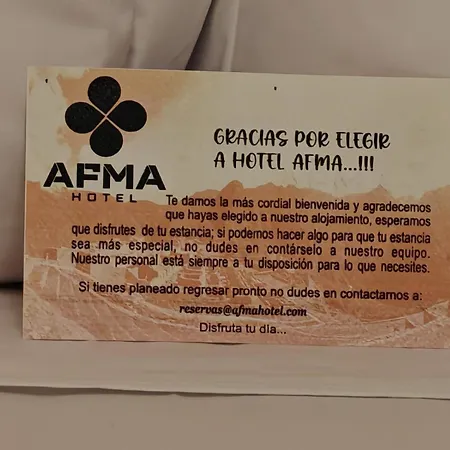 AFMA
HOTEL
GRACIAS POR ELEGIR
A HOTEL AFMA...!!!
Te damos la más cordial bienvenida y agradecemos
que hayas elegido a nuestro alojamiento, esperamos
que disfrutes de tu estancia; si podemos hacer algo para que tu estancia
sea más especial, no dudes en contárselo a nuestro equipo.
Nuestro personal está siempre a tu disposición para lo que necesites.
Si tienes planeado regresar pronto no dudes en contactarnos a:
reservas@afmahotel.com
Disfruta tu día...